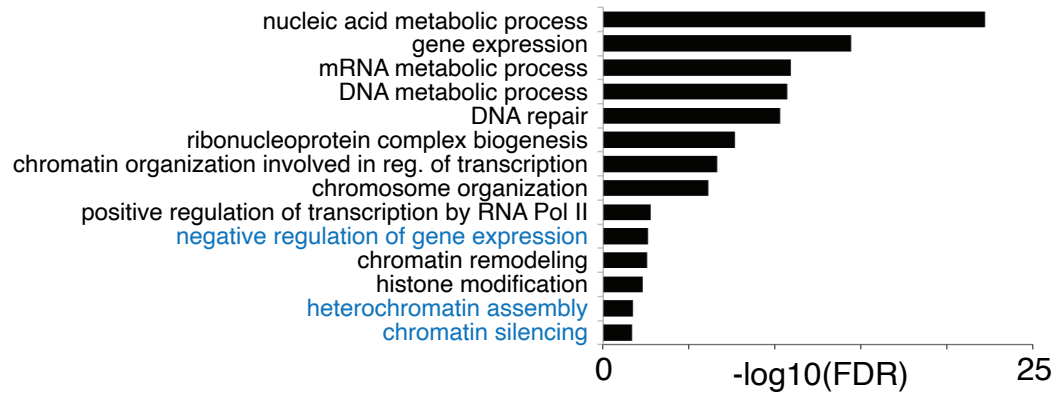 nucleic acid metabolic process
gene expression
mRNA metabolic process
DNA metabolic process
DNA repair
ribonucleoprotein complex biogenesis
chromatin organization involved in reg. of transcription
chromosome organization
positive regulation of transcription by RNA Pol II
negative regulation of gene expression
chromatin remodeling
histone modification
heterochromatin assembly
chromatin silencing
0 -log10(FDR) 25